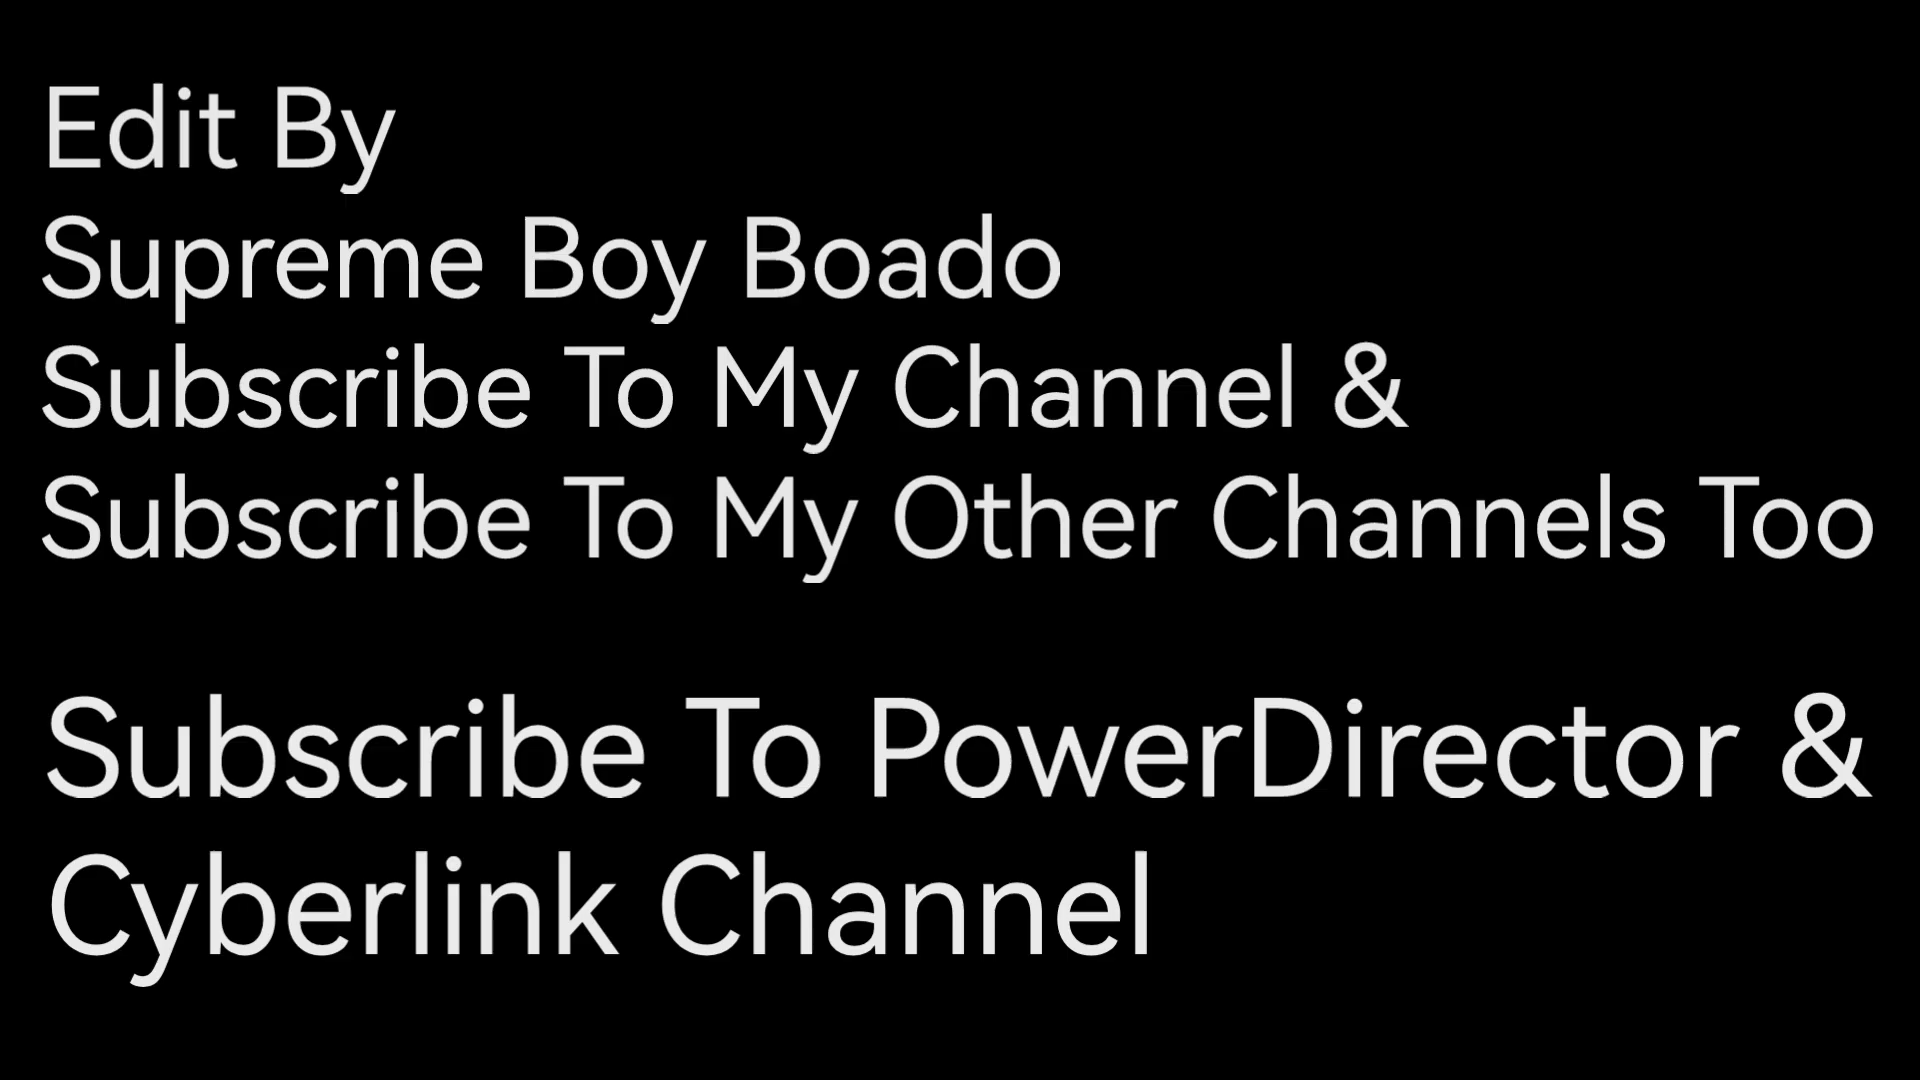 Edit By
Supreme Boy Boado
Subscribe To My Channel &
Subscribe To My Other Channels Too
Subscribe To PowerDirector &
Cyberlink Channel